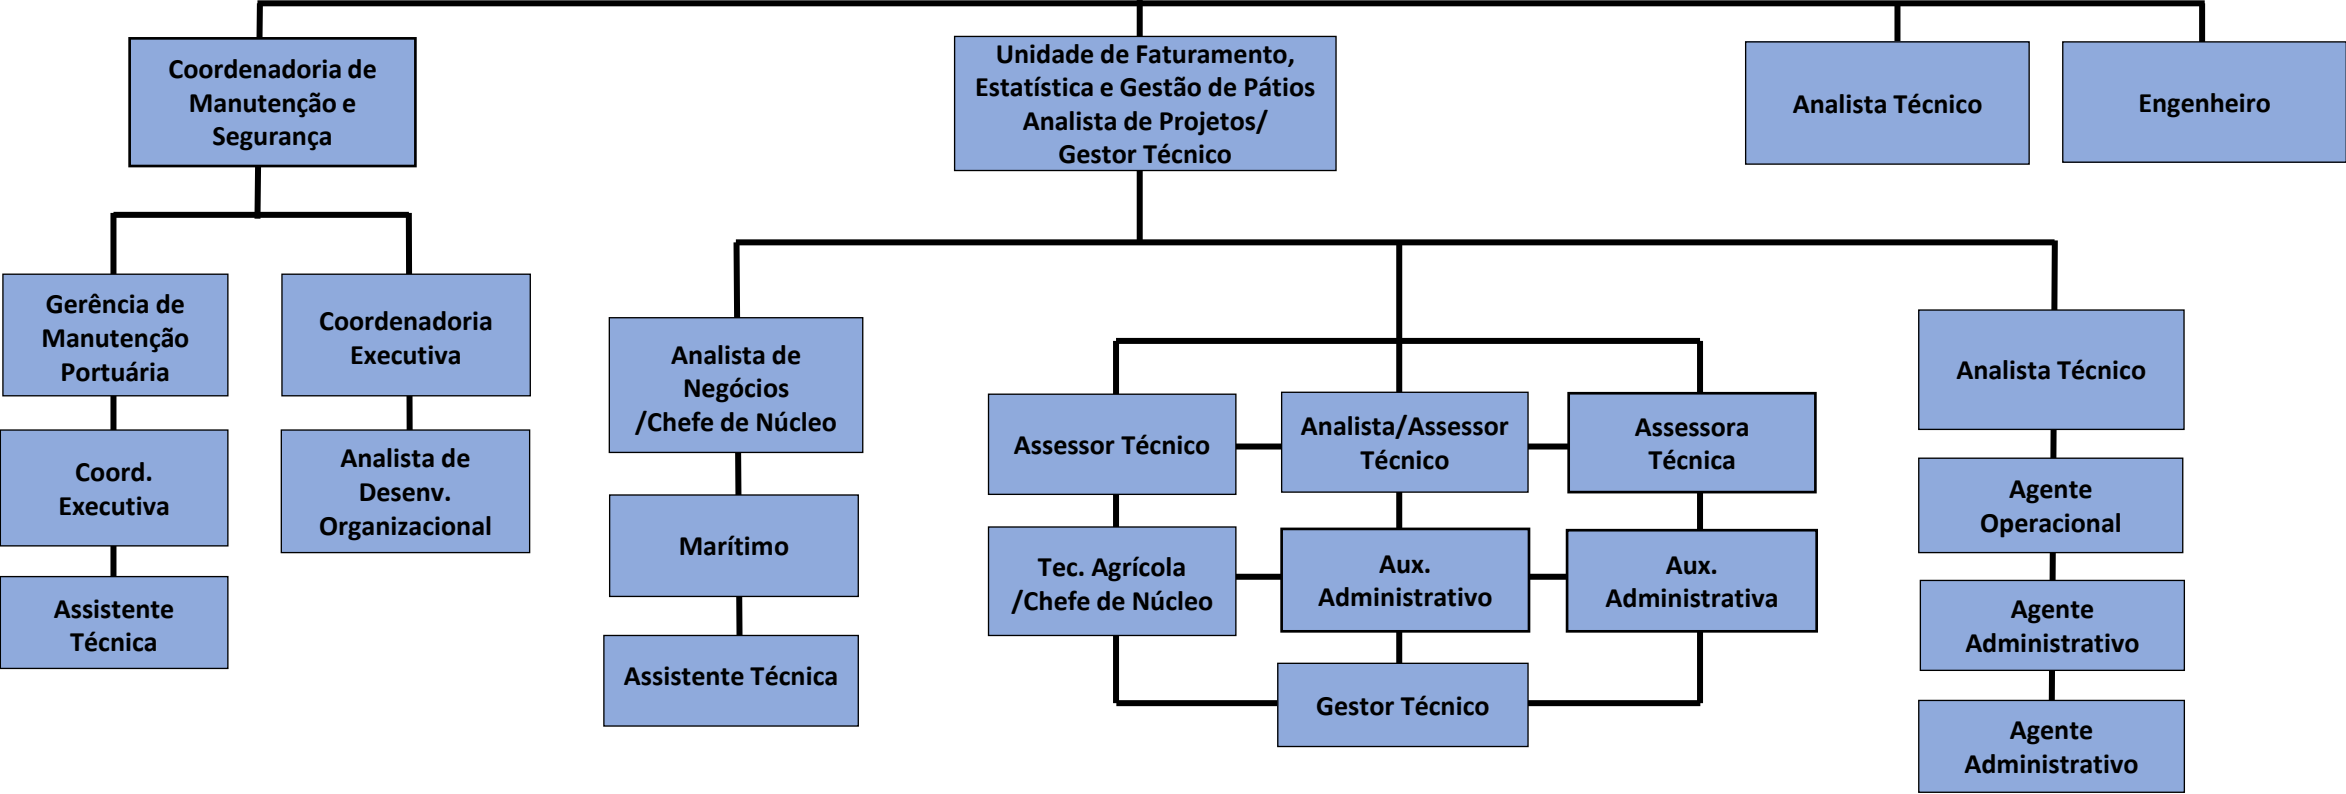 Coordenadoria de
Manutenção e
Segurança
Unidade de Faturamento,
Estatística e Gestão de Pátios
Analista de Projetos/
Gestor Técnico
Analista Técnico
Engenheiro
Gerência de
Manutenção
Portuária
Coordenadoria
Executiva
Coord.
Executiva
Analista de
Desenv.
Organizacional
Assistente
Técnica
Analista de
Negócios
/Chefe de Núcleo
Marítimo
Assistente Técnica
Assessor Técnico
Analista/Assessor
Técnico
Assessora
Técnica
Tec. Agrícola
/Chefe de Núcleo
Aux.
Administrativo
Aux.
Administrativa
Gestor Técnico
Analista Técnico
Agente
Operacional
Agente
Administrativo
Agente
Administrativo